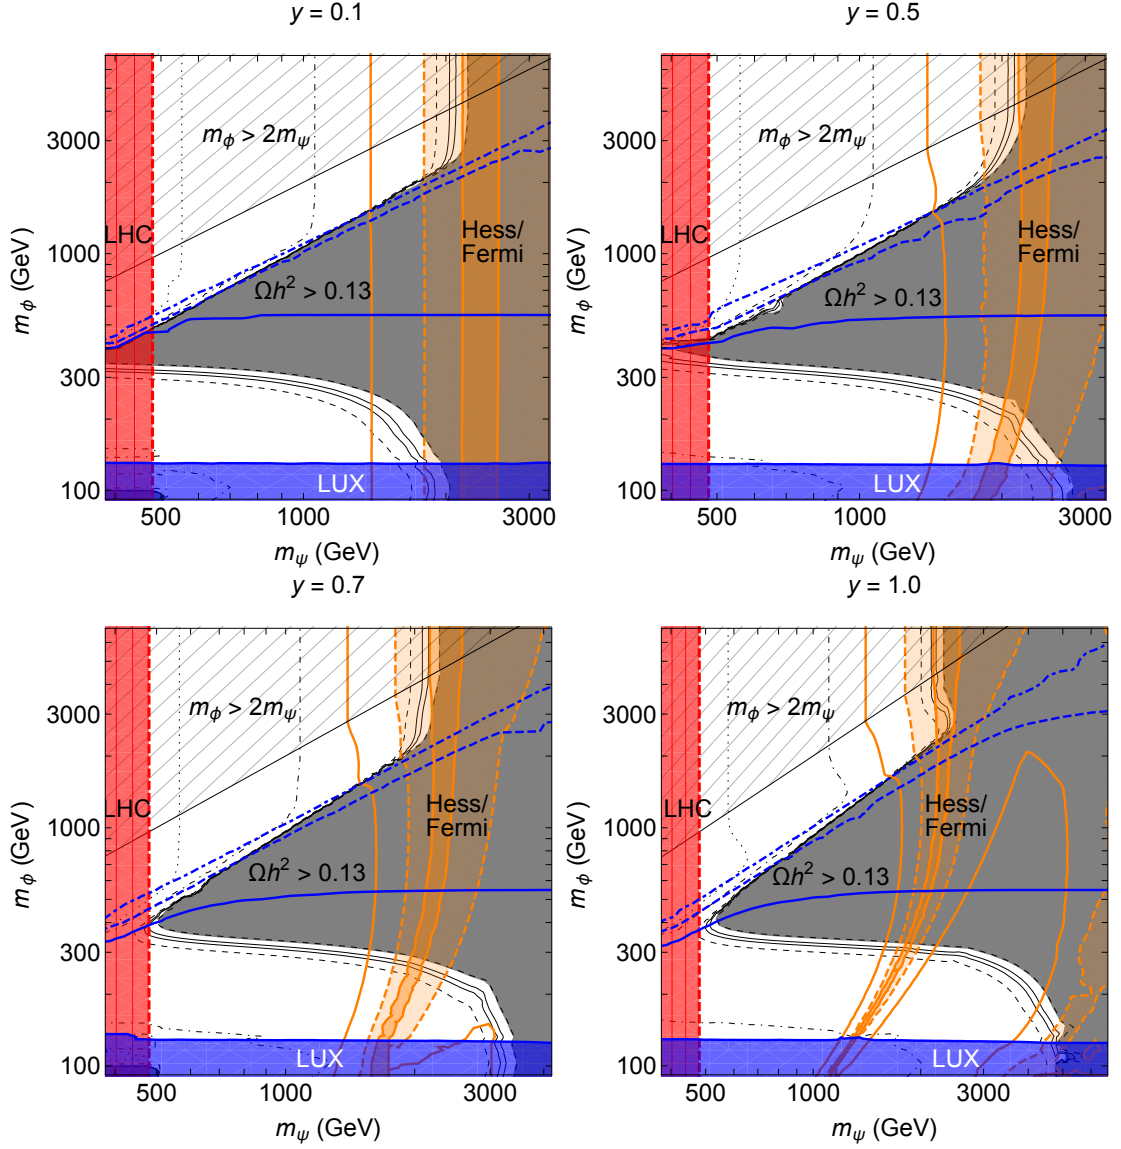 y = 0.1
3000
1000
300
100
500
1000
3000
m_ϕ (GeV)
m_ψ (GeV)
m_ϕ > 2m_ψ
LHC
Hess/
Fermi
Ωh² > 0.13
LUX
y = 0.5
3000
1000
300
100
500
1000
3000
m_ϕ (GeV)
m_ψ (GeV)
m_ϕ > 2m_ψ
LHC
Hess/
Fermi
Ωh² > 0.13
LUX
y = 0.7
3000
1000
300
100
500
1000
3000
m_ϕ (GeV)
m_ψ (GeV)
m_ϕ > 2m_ψ
LHC
Hess/
Fermi
Ωh² > 0.13
LUX
y = 1.0
3000
1000
300
100
500
1000
3000
m_ϕ (GeV)
m_ψ (GeV)
m_ϕ > 2m_ψ
LHC
Hess/
Fermi
Ωh² > 0.13
LUX